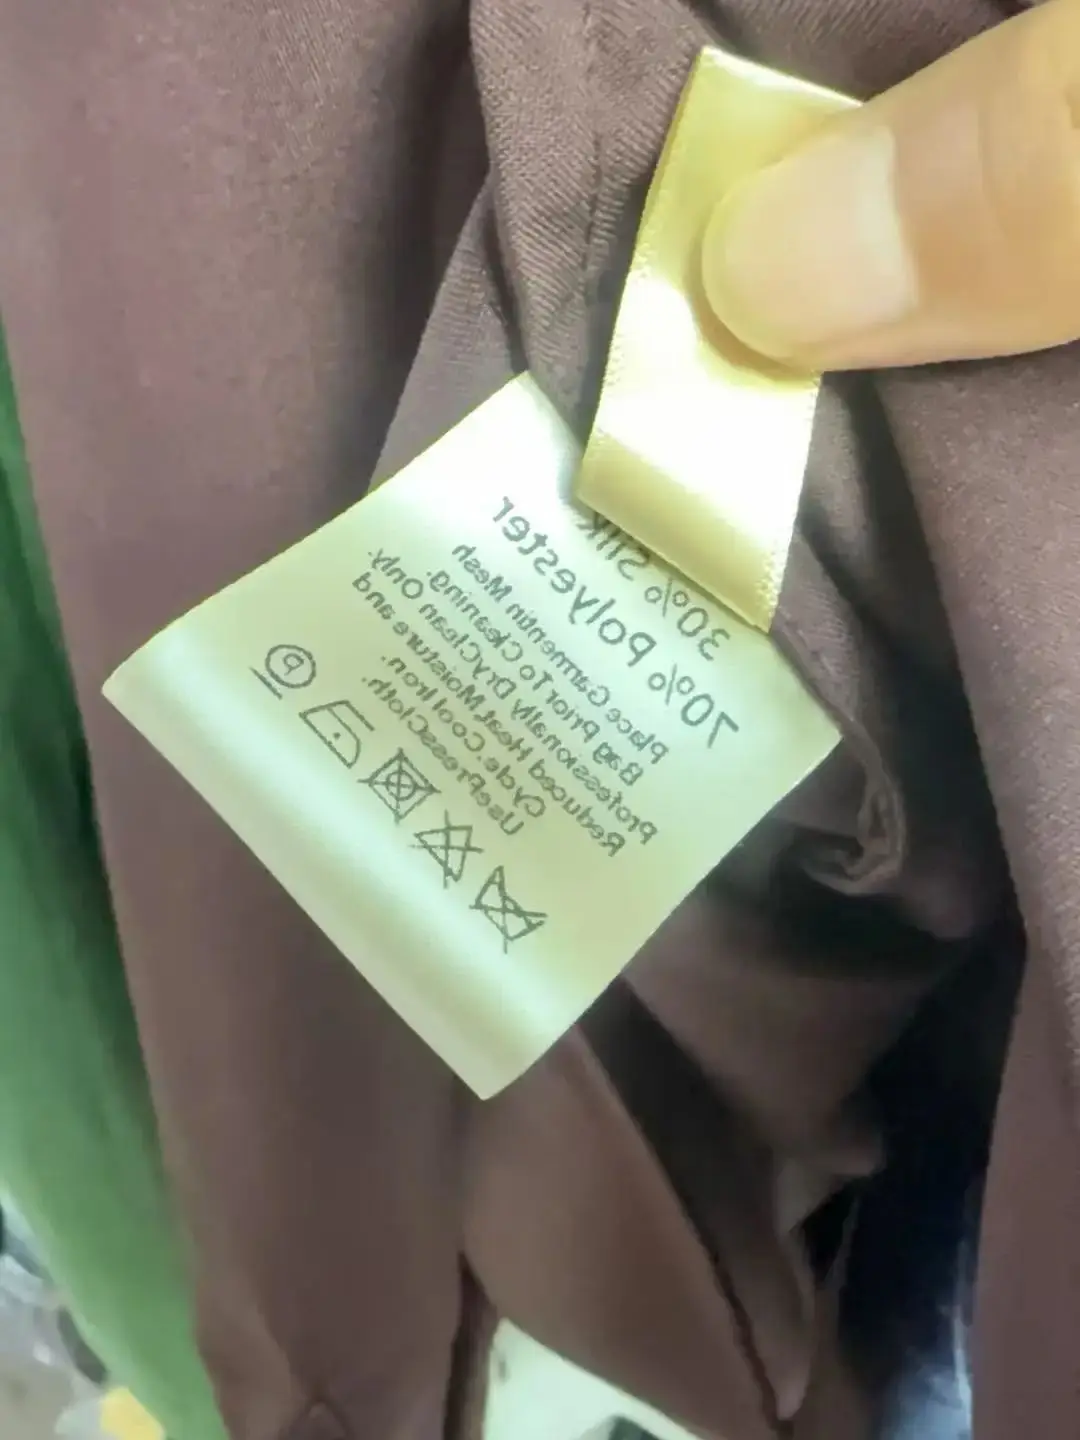 30% Silk
70% Polyester
Place Garmentin Mesh
Bag prior To Cleaning.
professionally DryClean Only.
Reduced Heat,Moisture and
Cycle.Cool Iron.
UsePressCloth.
P